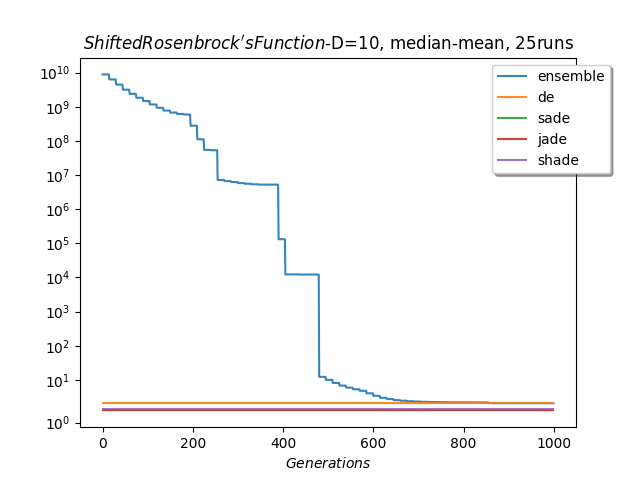 ShiftedRosenbrock'sFunction-D=10, median-mean, 25runs
10^10
10^9
10^8
10^7
10^6
10^5
10^4
10^3
10^2
10^1
10^0
ensemble
de
sade
jade
shade
0 200 400 600 800 1000
Generations